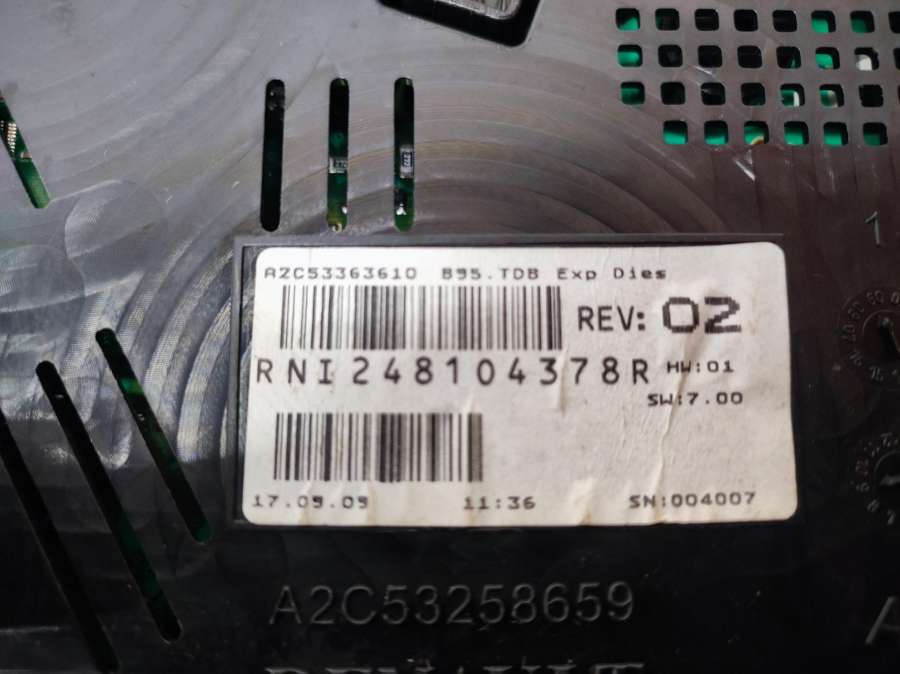 A2C53363610 B95.TDB Exp Dies
REV: 02
RNI248104378R HW:01
SW:7.00
17.09.09 11:36 SN:004007
A2C53258659